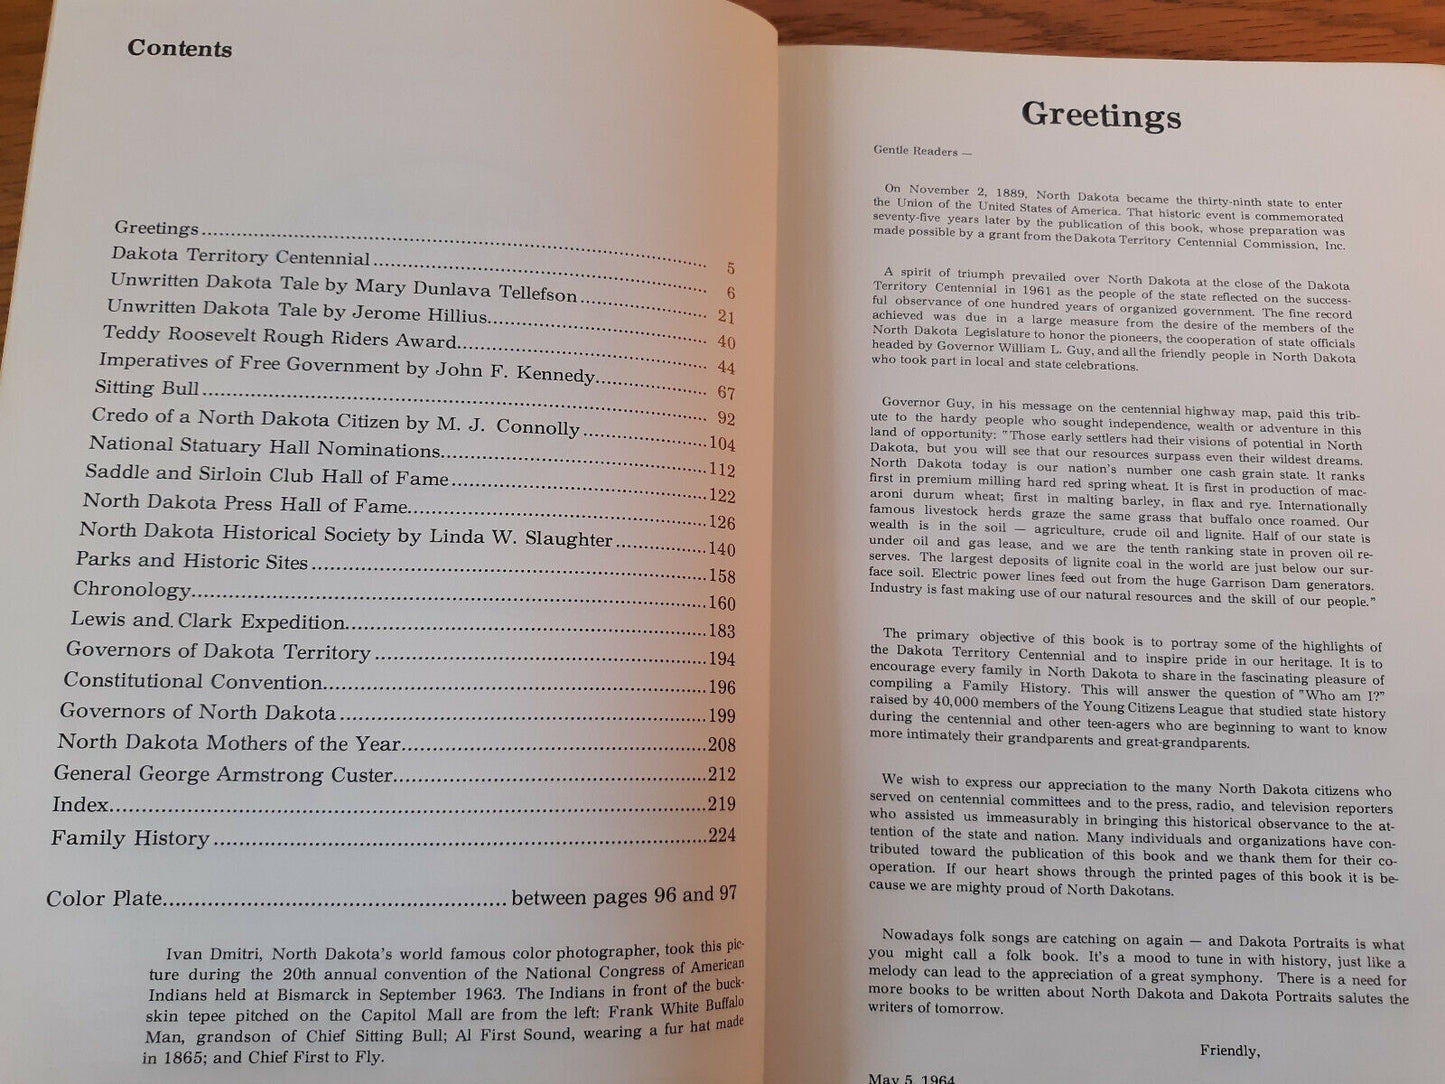 Contents
Greetings 5
Dakota Territory Centennial 6
Unwritten Dakota Tale by Mary Dunlava Tellefson 21
Unwritten Dakota Tale by Jerome Hillius 40
Teddy Roosevelt Rough Riders Award 44
Imperatives of Free Government by John F. Kennedy 67
Sitting Bull 92
Credo of a North Dakota Citizen by M. J. Connolly 104
National Statuary Hall Nominations 112
Saddle and Sirloin Club Hall of Fame 122
North Dakota Press Hall of Fame 126
North Dakota Historical Society by Linda W. Slaughter 140
Parks and Historic Sites 158
Chronology 160
Lewis and Clark Expedition 183
Governors of Dakota Territory 194
Constitutional Convention 196
Governors of North Dakota 199
North Dakota Mothers of the Year 208
General George Armstrong Custer 212
Index 219
Family History 224
Color Plate between pages 96 and 97
Ivan Dmitri, North Dakota's world famous color photographer, took this pic-
ture during the 20th annual convention of the National Congress of American
Indians held at Bismarck in September 1963. The Indians in front of the buck-
skin tepee pitched on the Capitol Mall are from the left: Frank White Buffalo
Man, grandson of Chief Sitting Bull; Al First Sound, wearing a fur hat made
in 1865; and Chief First to Fly.
Greetings
Gentle Readers —
On November 2, 1889, North Dakota became the thirty-ninth state to enter
the Union of the United States of America. That historic event is commemorated
seventy-five years later by the publication of this book, whose preparation was
made possible by a grant from the Dakota Territory Centennial Commission, Inc.
A spirit of triumph prevailed over North Dakota at the close of the Dakota
Territory Centennial in 1961 as the people of the state reflected on the success-
ful observance of one hundred years of organized government. The fine record
achieved was due in a large measure from the desire of the members of the
North Dakota Legislature to honor the pioneers, the cooperation of state officials
headed by Governor William L. Guy, and all the friendly people in North Dakota
who took part in local and state celebrations.
Governor Guy, in his message on the centennial highway map, paid this trib-
ute to the hardy people who sought independence, wealth or adventure in this
land of opportunity: "Those early settlers had their visions of potential in North
Dakota, but you will see that our resources surpass even their wildest dreams.
North Dakota today is our nation's number one cash grain state. It ranks
first in premium milling hard red spring wheat. It is first in production of mac-
aroni durum wheat; first in malting barley, in flax and rye. Internationally
famous livestock herds graze the same grass that buffalo once roamed. Our
wealth is in the soil — agriculture, crude oil and lignite. Half of our state is
under oil and gas lease, and we are the tenth ranking state in proven oil re-
serves. The largest deposits of lignite coal in the world are just below our sur-
face soil. Electric power lines feed out from the huge Garrison Dam generators.
Industry is fast making use of our natural resources and the skill of our people."
The primary objective of this book is to portray some of the highlights of
the Dakota Territory Centennial and to inspire pride in our heritage. It is to
encourage every family in North Dakota to share in the fascinating pleasure of
compiling a Family History. This will answer the question of "Who am I?"
raised by 40,000 members of the Young Citizens League that studied state history
during the centennial and other teen-agers who are beginning to want to know
more intimately their grandparents and great-grandparents.
We wish to express our appreciation to the many North Dakota citizens who
served on centennial committees and to the press, radio, and television reporters
who assisted us immeasurably in bringing this historical observance to the at-
tention of the state and nation. Many individuals and organizations have con-
tributed toward the publication of this book and we thank them for their co-
operation. If our heart shows through the printed pages of this book it is be-
cause we are mighty proud of North Dakotans.
Nowadays folk songs are catching on again — and Dakota Portraits is what
you might call a folk book. It's a mood to tune in with history, just like a
melody can lead to the appreciation of a great symphony. There is a need for
more books to be written about North Dakota and Dakota Portraits salutes the
writers of tomorrow.
Friendly,
May 5, 1964